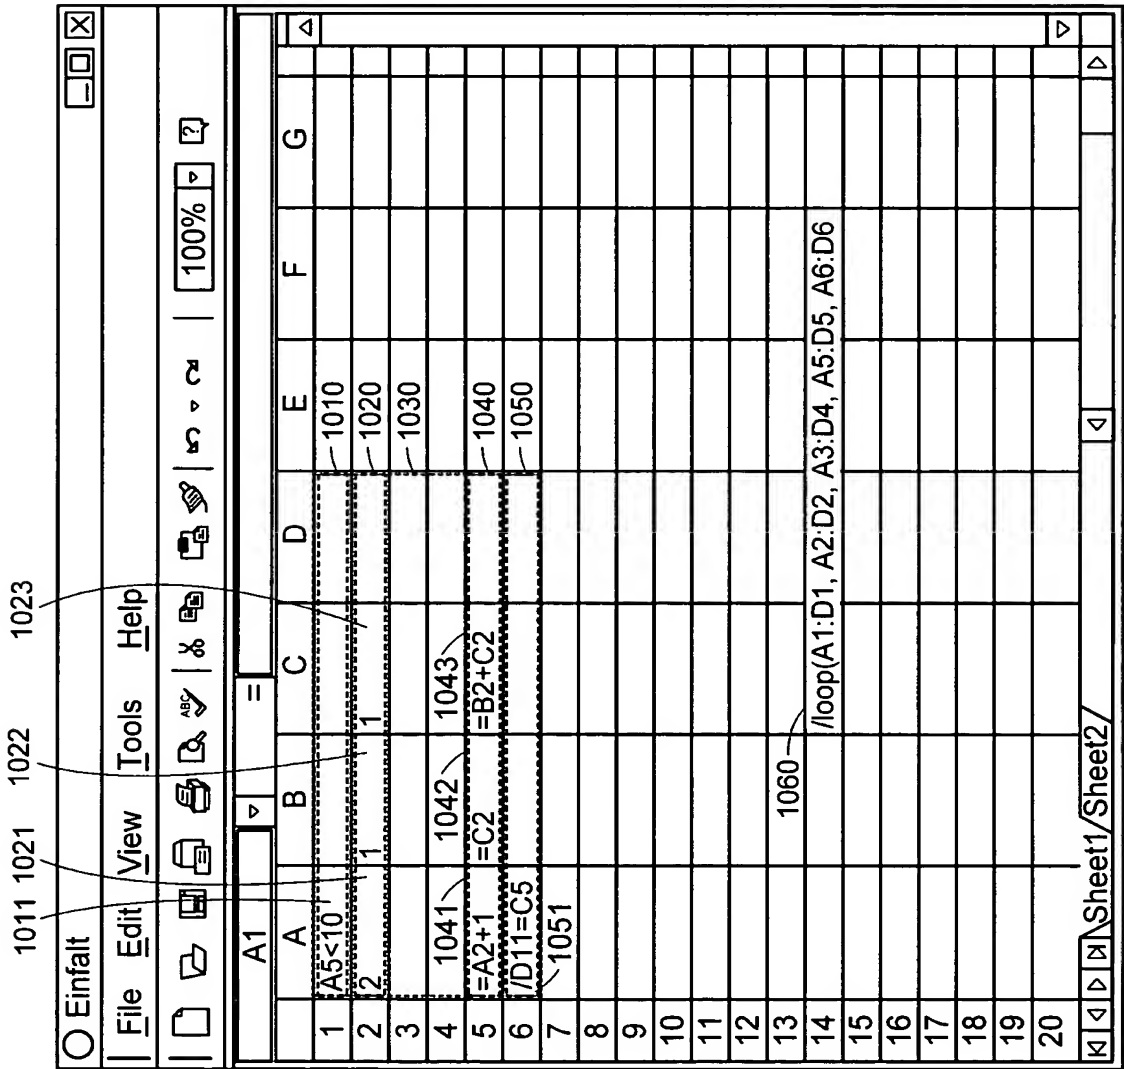 1011 1021 1022 1023
Einfalt
File Edit View Tools Help
ABC 100% ?
A1 =
A B C D E F G
1 A5<10 1010
2 2 1 1 1020
3 1030
4 1041 1042 1043
5 =A2+1 =C2 =B2+C2 1040
6 /D11=C5 1050
7 1051
8
9
10
11
12
13 1060
14 /loop(A1:D1, A2:D2, A3:D4, A5:D5, A6:D6
15
16
17
18
19
20
Sheet1/Sheet2/